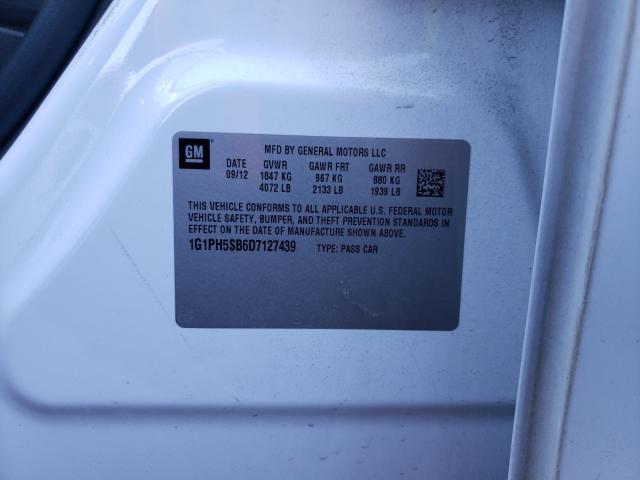 GM
MFD BY GENERAL MOTORS LLC
DATE GVWR GAWR FRT GAWR RR
09/12 1847 KG 967 KG 880 KG
4072 LB 2133 LB 1939 LB
THIS VEHICLE CONFORMS TO ALL APPLICABLE U.S. FEDERAL MOTOR
VEHICLE SAFETY, BUMPER, AND THEFT PREVENTION STANDARDS IN
EFFECT ON THE DATE OF MANUFACTURE SHOWN ABOVE.
1G1PH5SB6D7127439 TYPE: PASS CAR